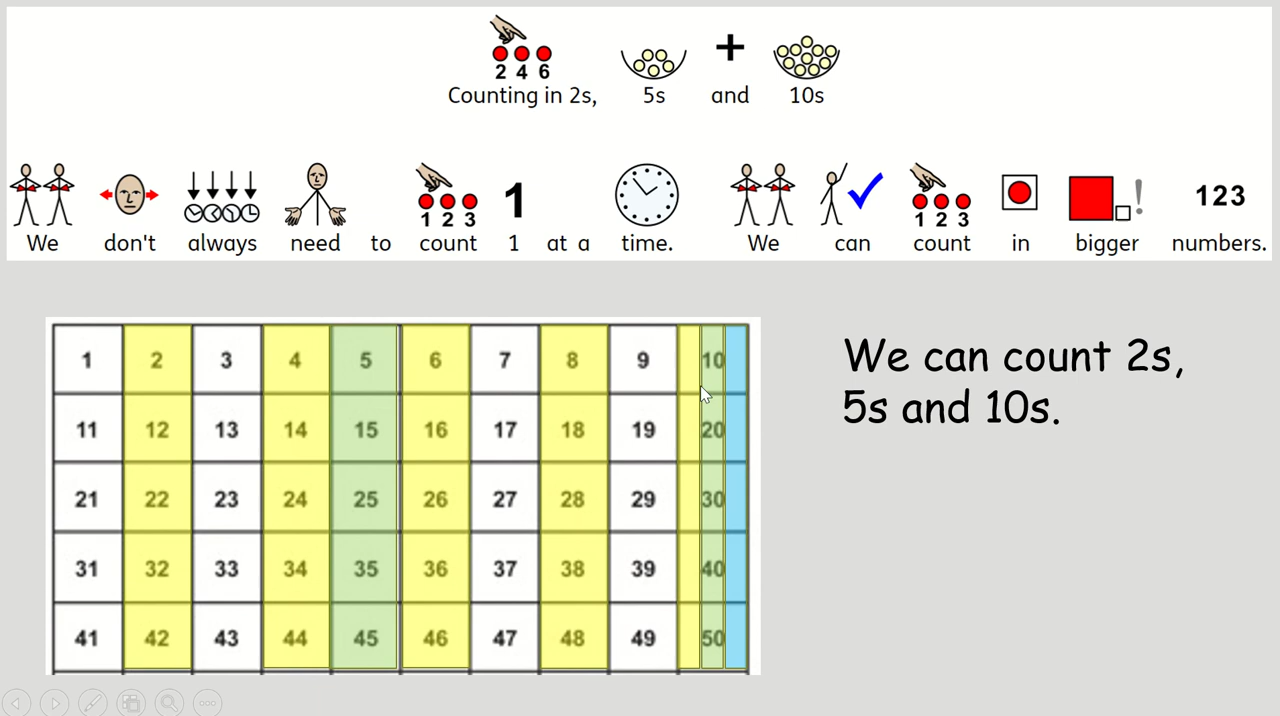 2 4 6
Counting in 2s, 5s and 10s
1 2 3 1 1 2 3 ! 123
We don't always need to count 1 at a time. We can count in bigger numbers.
1 2 3 4 5 6 7 8 9 10
11 12 13 14 15 16 17 18 19 20
21 22 23 24 25 26 27 28 29 30
31 32 33 34 35 36 37 38 39 40
41 42 43 44 45 46 47 48 49 50
We can count 2s,
5s and 10s.